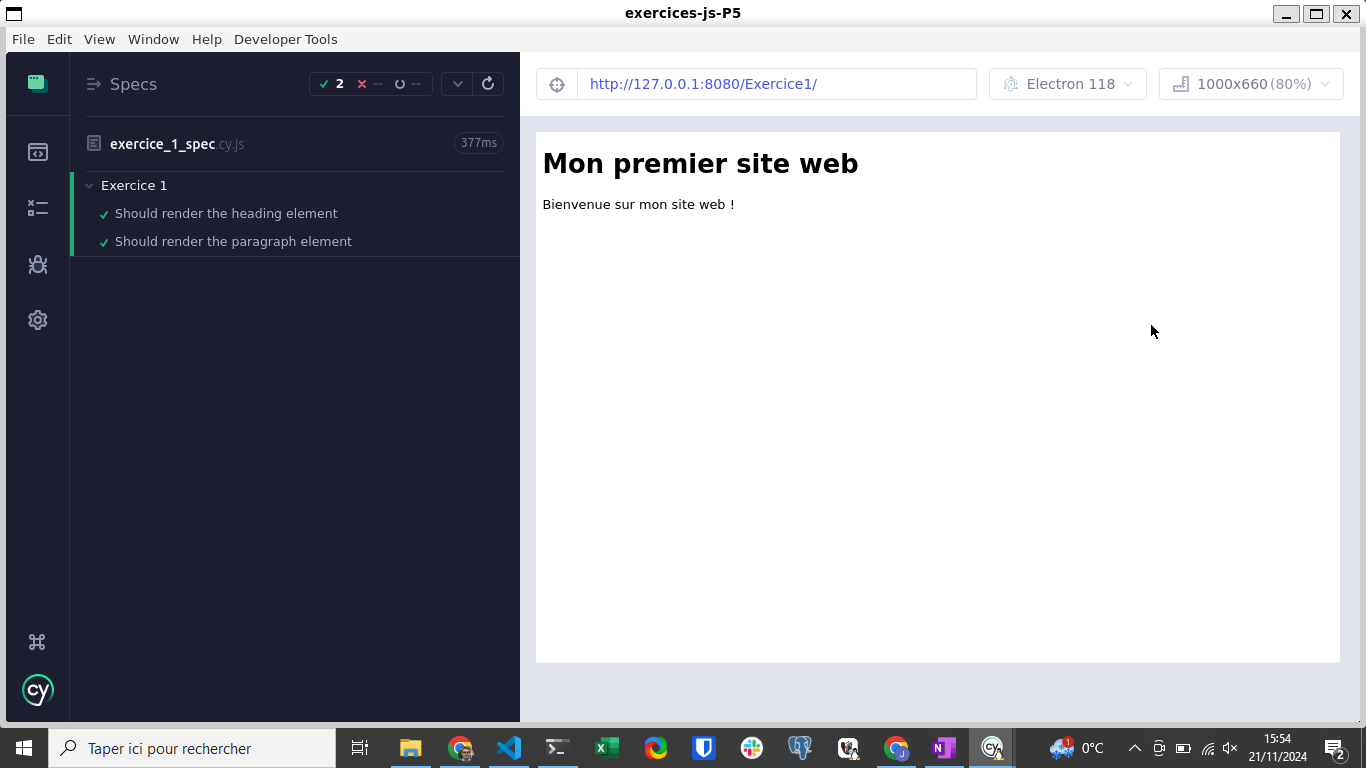 exercices-js-P5
File Edit View Window Help Developer Tools
Specs 2 -- --
http://127.0.0.1:8080/Exercice1/ Electron 118 1000x660 (80%)
exercice_1_spec.cy.js 377ms
Exercice 1
Should render the heading element
Should render the paragraph element
Mon premier site web
Bienvenue sur mon site web !
cy
Taper ici pour rechercher
1 0°C
15:54
21/11/2024
2